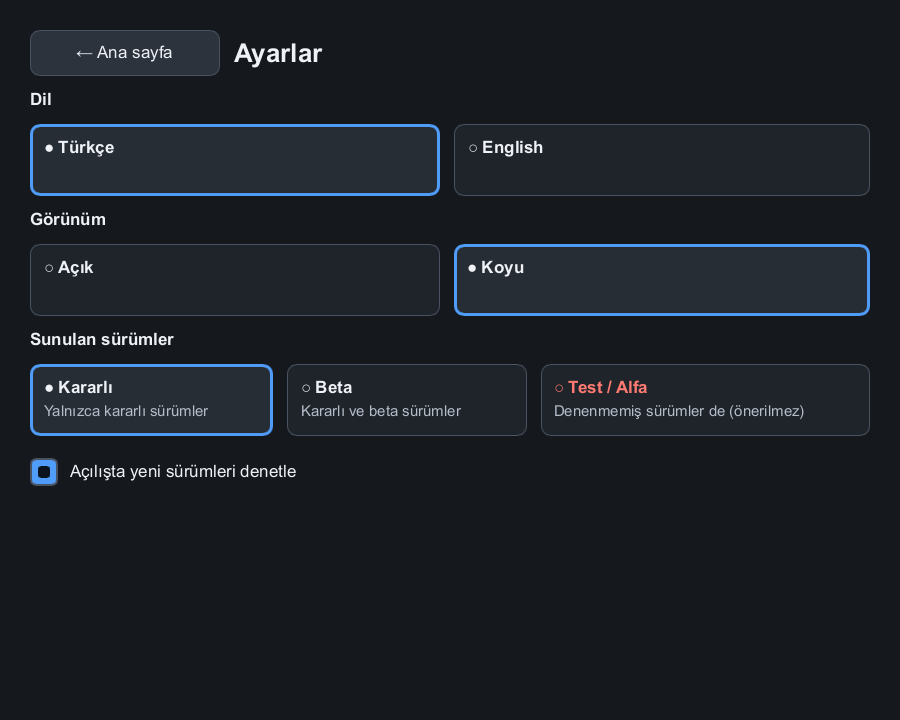 ← Ana sayfa
Ayarlar
Dil
● Türkçe
○ English
Görünüm
○ Açık
● Koyu
Sunulan sürümler
● Kararlı
Yalnızca kararlı sürümler
○ Beta
Kararlı ve beta sürümler
○ Test / Alfa
Denenmemiş sürümler de (önerilmez)
Açılışta yeni sürümleri denetle